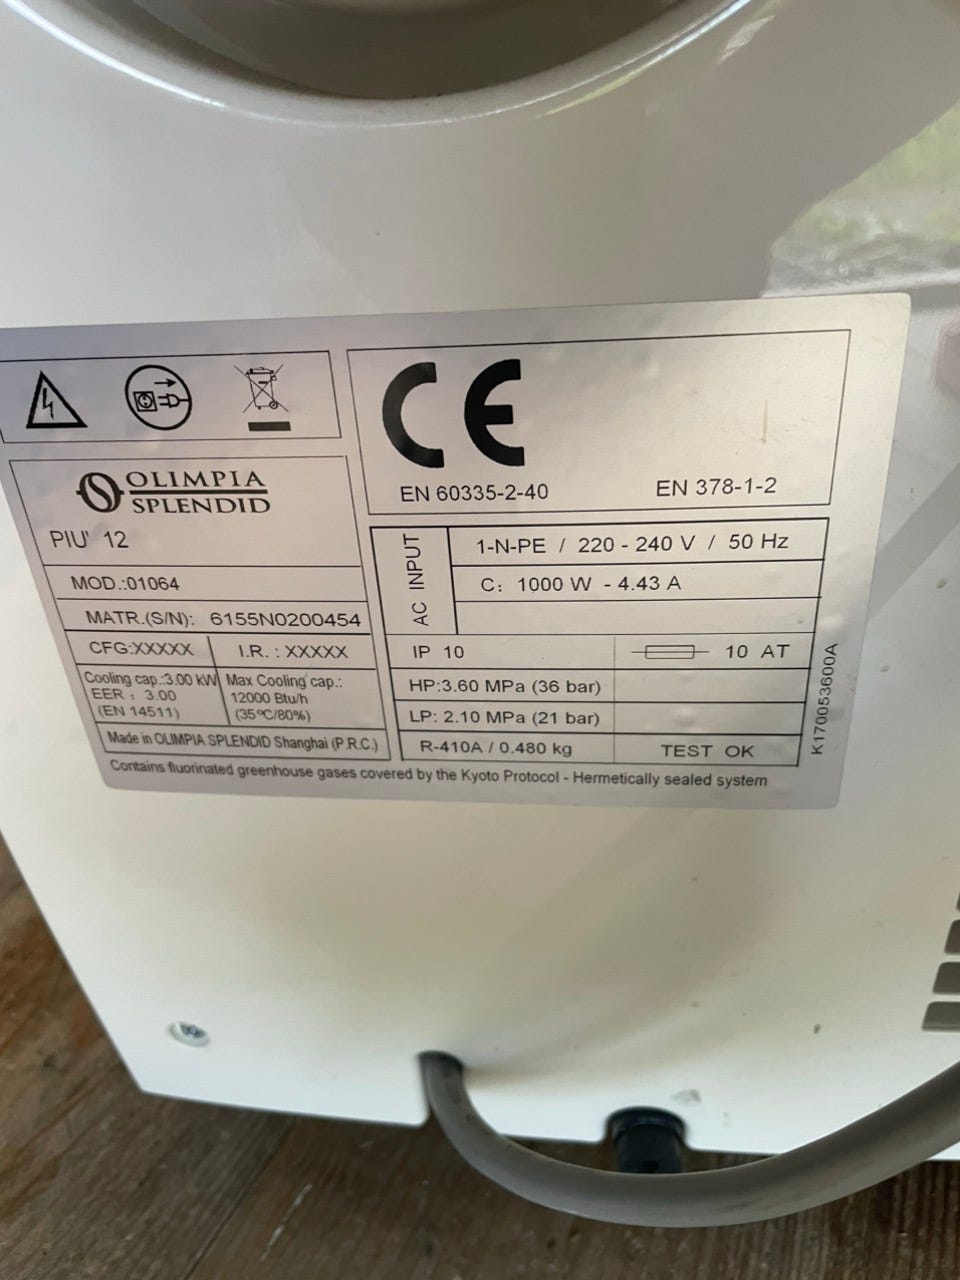 OLIMPIA
SPLENDID
PIU' 12
MOD.:01064
MATR.(S/N): 6155N0200454
CFG:XXXXX
I.R. : XXXXX
Cooling cap.:3.00 kW
EER : 3.00
(EN 14511)
Max Cooling cap.:
12000 Btu/h
(35°C/80%)
Made in OLIMPIA SPLENDID Shanghai (P.R.C.)
CE
EN 60335-2-40
EN 378-1-2
AC INPUT
1-N-PE / 220 - 240 V / 50 Hz
C: 1000 W - 4.43 A
IP 10
10 AT
HP:3.60 MPa (36 bar)
LP: 2.10 MPa (21 bar)
R-410A / 0.480 kg
TEST OK
K170053600A
Contains fluorinated greenhouse gases covered by the Kyoto Protocol - Hermetically sealed system